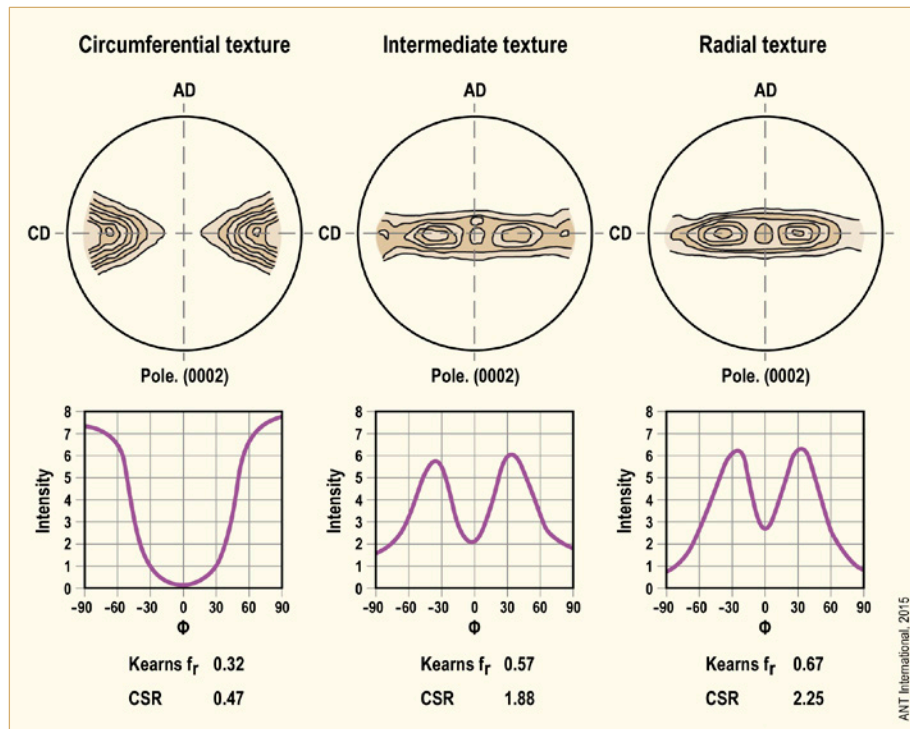 Circumferential texture Intermediate texture Radial texture
AD AD AD
CD CD CD
Pole. (0002) Pole. (0002) Pole. (0002)
8 8 8
7 7 7
6 6 6
5 5 5
4 4 4
3 3 3
2 2 2
1 1 1
0 0 0
Intensity Intensity Intensity
-90 -60 -30 0 30 60 90 -90 -60 -30 0 30 60 90 -90 -60 -30 0 30 60 90
Φ Φ Φ
Kearns fr 0.32 Kearns fr 0.57 Kearns fr 0.67
CSR 0.47 CSR 1.88 CSR 2.25
ANT International, 2015